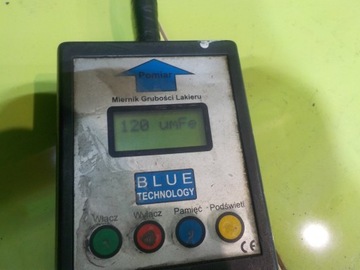 Pomiar
Miernik Grubości Lakieru
120 umFe
BLUE
TECHNOLOGY
Włącz Wyłącz Pamięć Podświetl
CE